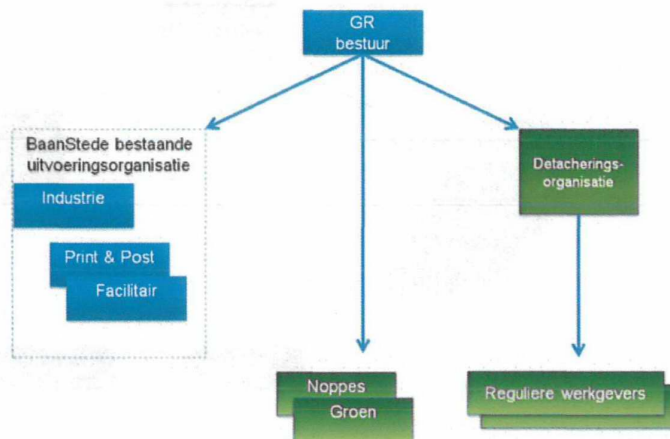 GR
bestuur
BaanStede bestaande
uitvoeringsorganisatie
Industrie
Print & Post
Facilitair
Detacherings-
organisatie
Noppes
Groen
Reguliere werkgevers